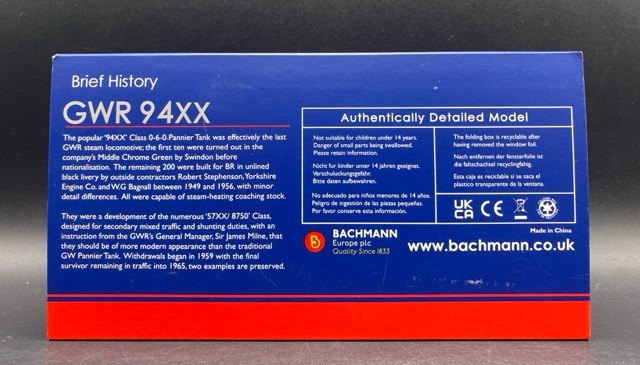 Brief History
GWR 94XX
The popular '94XX' Class 0-6-0 Pannier Tank was effectively the last
GWR steam locomotive; the first ten were turned out in the
company's Middle Chrome Green by Swindon before
nationalisation. The remaining 200 were built for BR in unlined
black livery by outside contractors Robert Stephenson, Yorkshire
Engine Co. and W.G Bagnall between 1949 and 1956, with minor
detail differences. All were capable of steam-heating coaching stock.
They were a development of the numerous '57XX/ 8750' Class,
designed for secondary mixed traffic and shunting duties, with an
instruction from the GWR's General Manager, Sir James Milne, that
they should be of more modern appearance than the traditional
GW Pannier Tank. Withdrawals began in 1959 with the final
survivor remaining in traffic into 1965, two examples are preserved.
Authentically Detailed Model
Not suitable for children under 14 years.
Danger of small parts being swallowed.
Please retain information.
Nicht für kinder unter 14 jahren geeignet.
Verschuluckungsgefahr.
Bitte daten aufbewahren.
No adecuado para niños menores de 14 años.
Peligro de ingestión de las piezas pequeñas.
Por favor conserve esta información.
The folding box is recyclable after
having removed the window foil.
Nach entfernen der fensterfolie ist
die faltschachtel recyclingfähig.
Esta caja es reciclable si se saca el
plastico transparente de la ventana.
UK
CA CE
Made in China
BACHMANN
Europe plc
Quality Since 1833
www.bachmann.co.uk